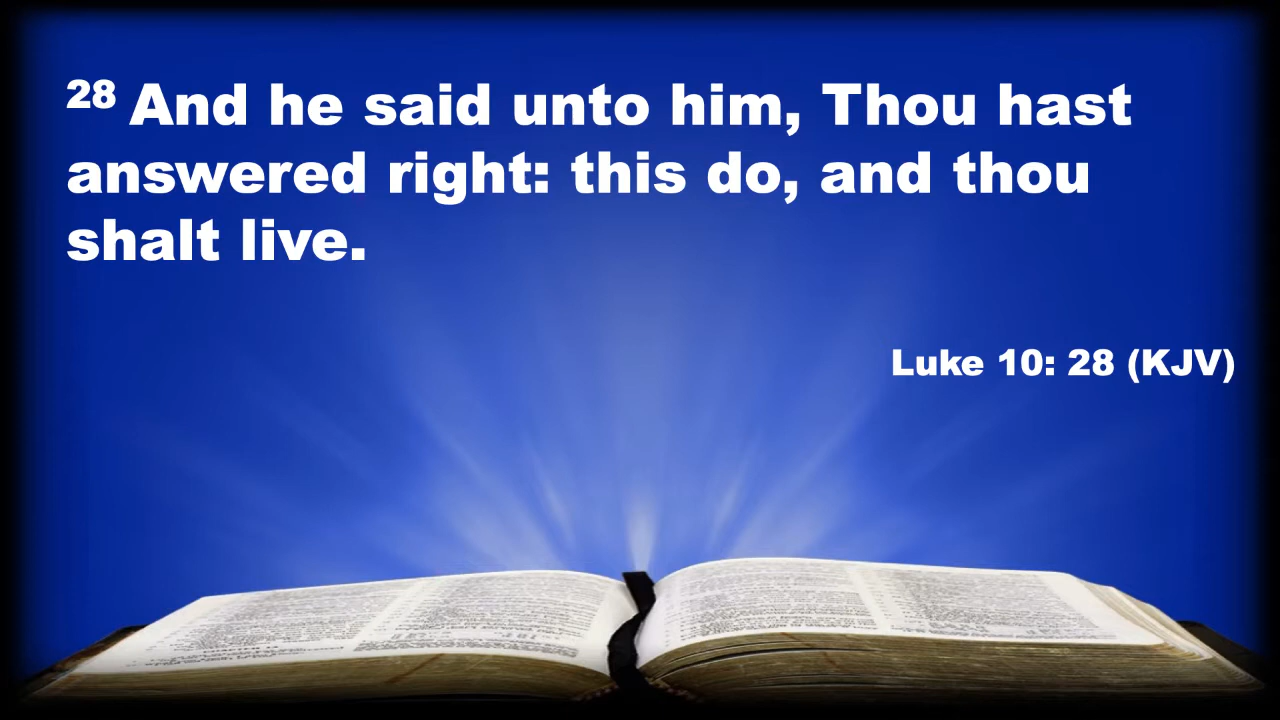 28 And he said unto him, Thou hast
answered right: this do, and thou
shalt live.
Luke 10: 28 (KJV)